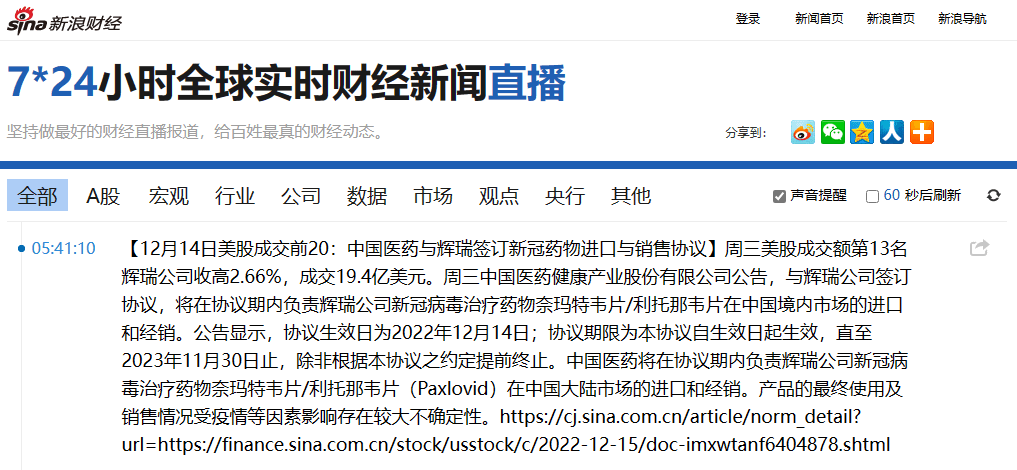 sina新浪财经
登录 新闻首页 新浪首页 新浪导航
7*24小时全球实时财经新闻直播
坚持做最好的财经直播报道，给百姓最真的财经动态。
分享到：
全部 A股 宏观 行业 公司 数据 市场 观点 央行 其他 声音提醒 60 秒后刷新
05:41:10
【12月14日美股成交前20：中国医药与辉瑞签订新冠药物进口与销售协议】周三美股成交额第13名
辉瑞公司收高2.66%，成交19.4亿美元。周三中国医药健康产业股份有限公司公告，与辉瑞公司签订
协议，将在协议期内负责辉瑞公司新冠病毒治疗药物奈玛特韦片/利托那韦片在中国境内市场的进口
和经销。公告显示，协议生效日为2022年12月14日；协议期限为本协议自生效日起生效，直至
2023年11月30日止，除非根据本协议之约定提前终止。中国医药将在协议期内负责辉瑞公司新冠病
毒治疗药物奈玛特韦片/利托那韦片（Paxlovid）在中国大陆市场的进口和经销。产品的最终使用及
销售情况受疫情等因素影响存在较大不确定性。https://cj.sina.com.cn/article/norm_detail?
url=https://finance.sina.com.cn/stock/usstock/c/2022-12-15/doc-imxwtanf6404878.shtml